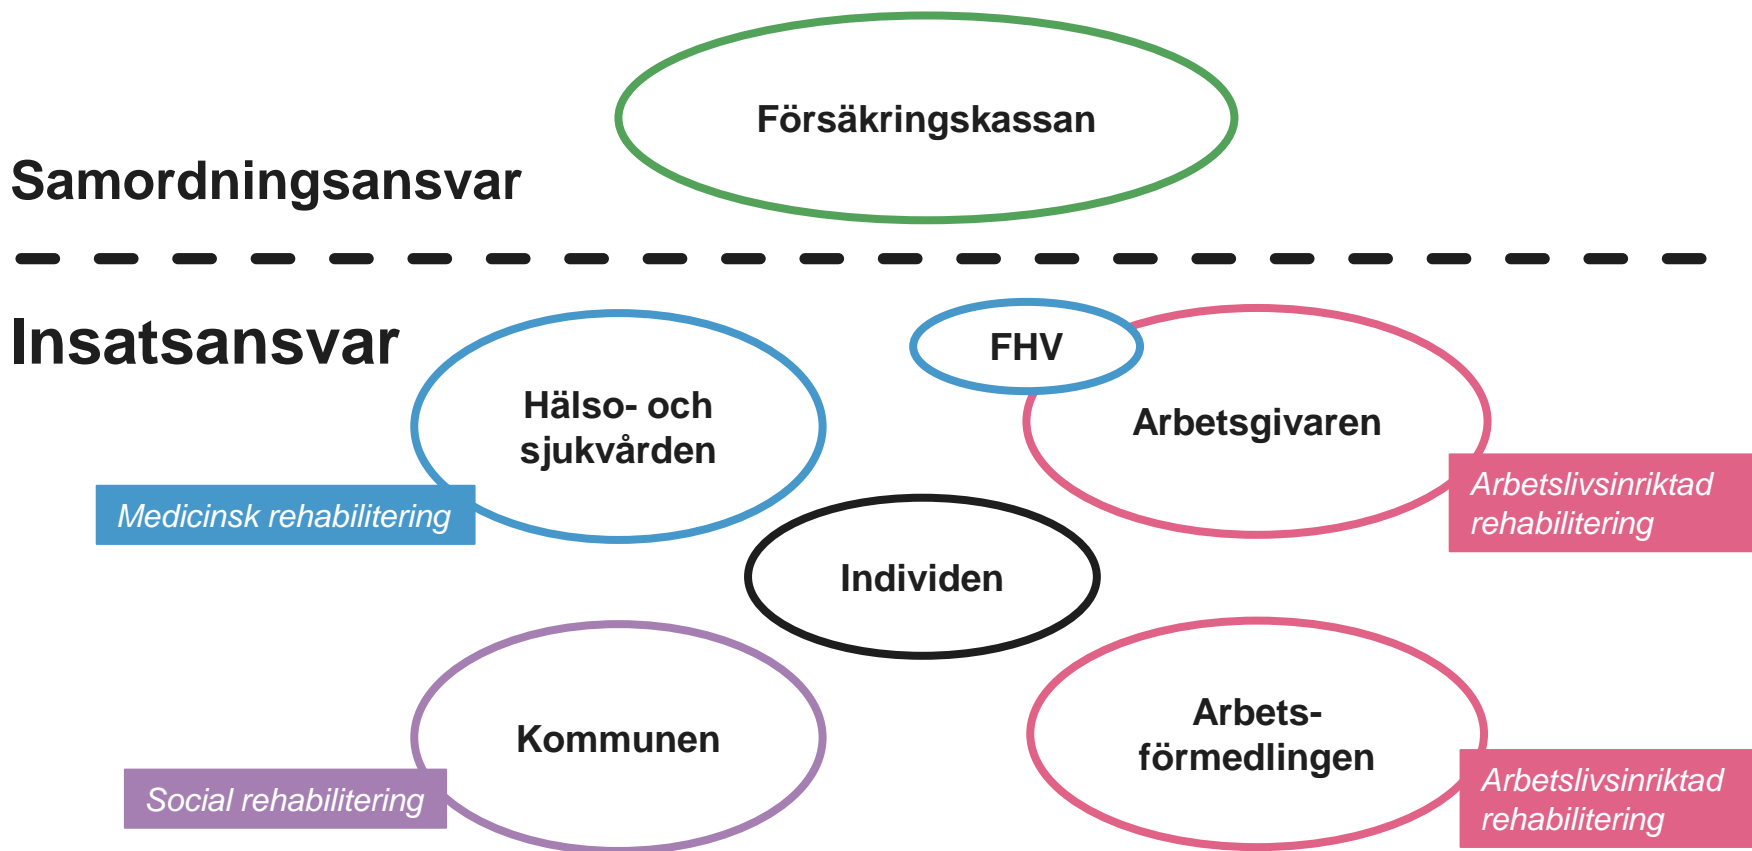 Försäkringskassan
Samordningsansvar
Insatsansvar
FHV
Hälso- och
sjukvården
Arbetsgivaren
Medicinsk rehabilitering
Arbetslivsinriktad
rehabilitering
Individen
Kommunen
Arbets-
förmedlingen
Social rehabilitering
Arbetslivsinriktad
rehabilitering